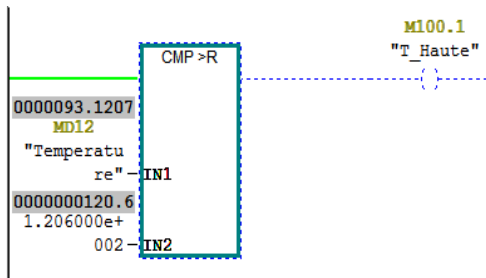 M100.1
"T_Haute"
CMP >R
0000093.1207
MD12
"Temperatu
re"
IN1
0000000120.6
1.206000e+
002
IN2